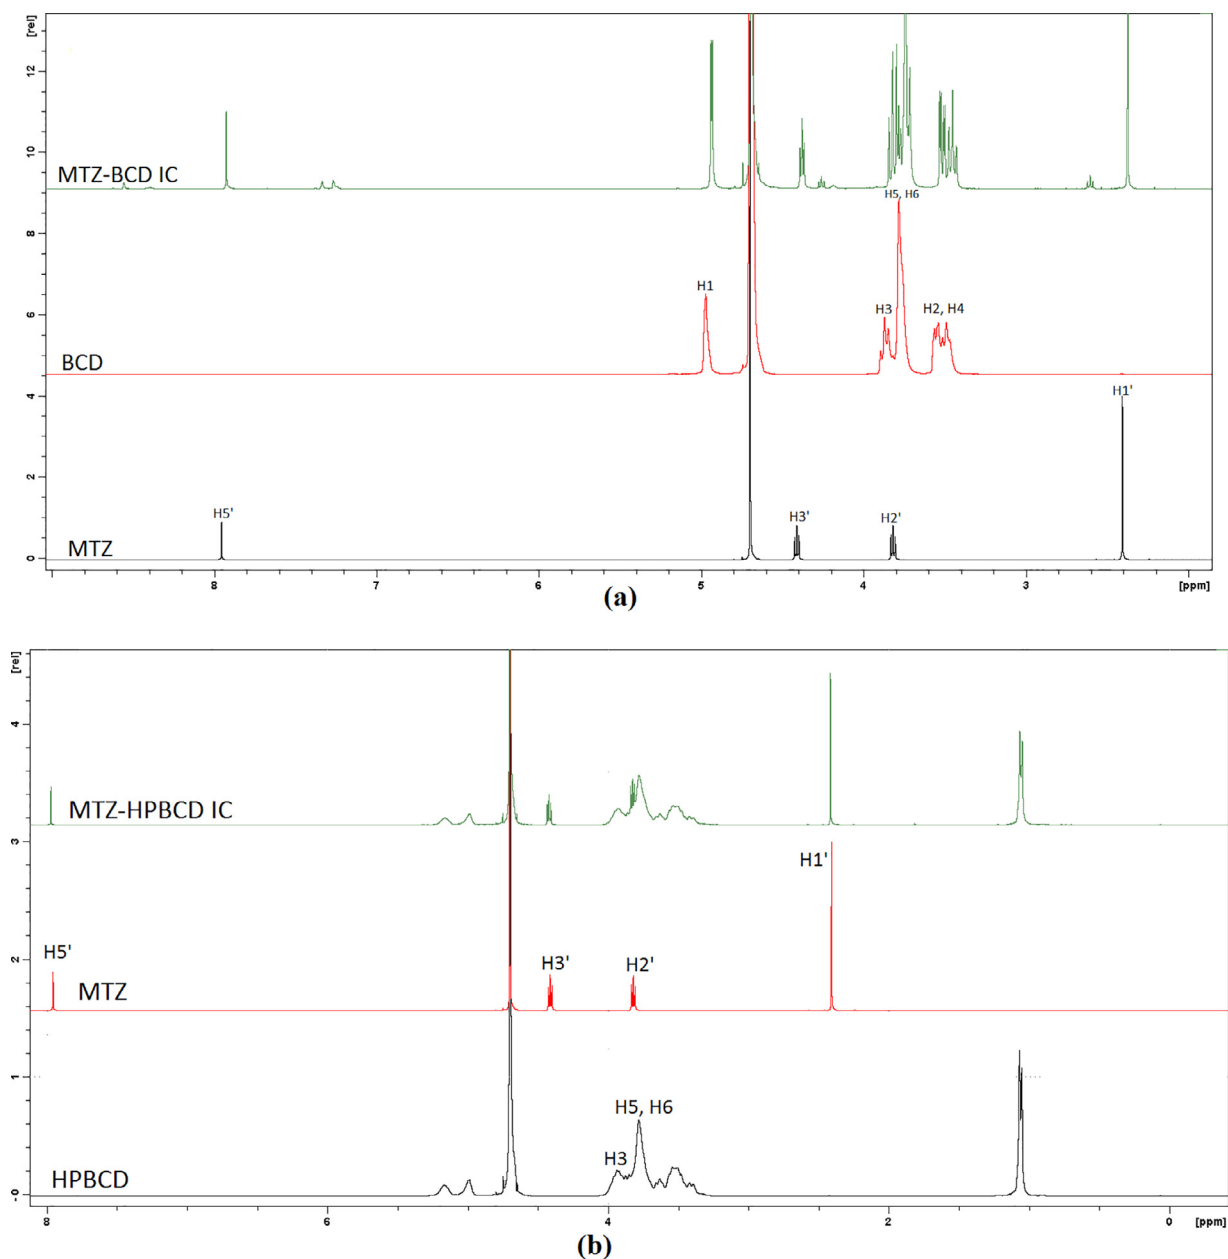 [rel]
12
10
8
6
4
2
0
MTZ-BCD IC
H5, H6
H1
H3
H2, H4
BCD
H1'
H5'
H3'
H2'
MTZ
8
7
6
5
4
3
[ppm]
(a)
[rel]
4
3
2
1
-0
MTZ-HPBCD IC
H1'
H5'
H3'
H2'
MTZ
H5, H6
H3
HPBCD
8
6
4
2
0
[ppm]
(b)